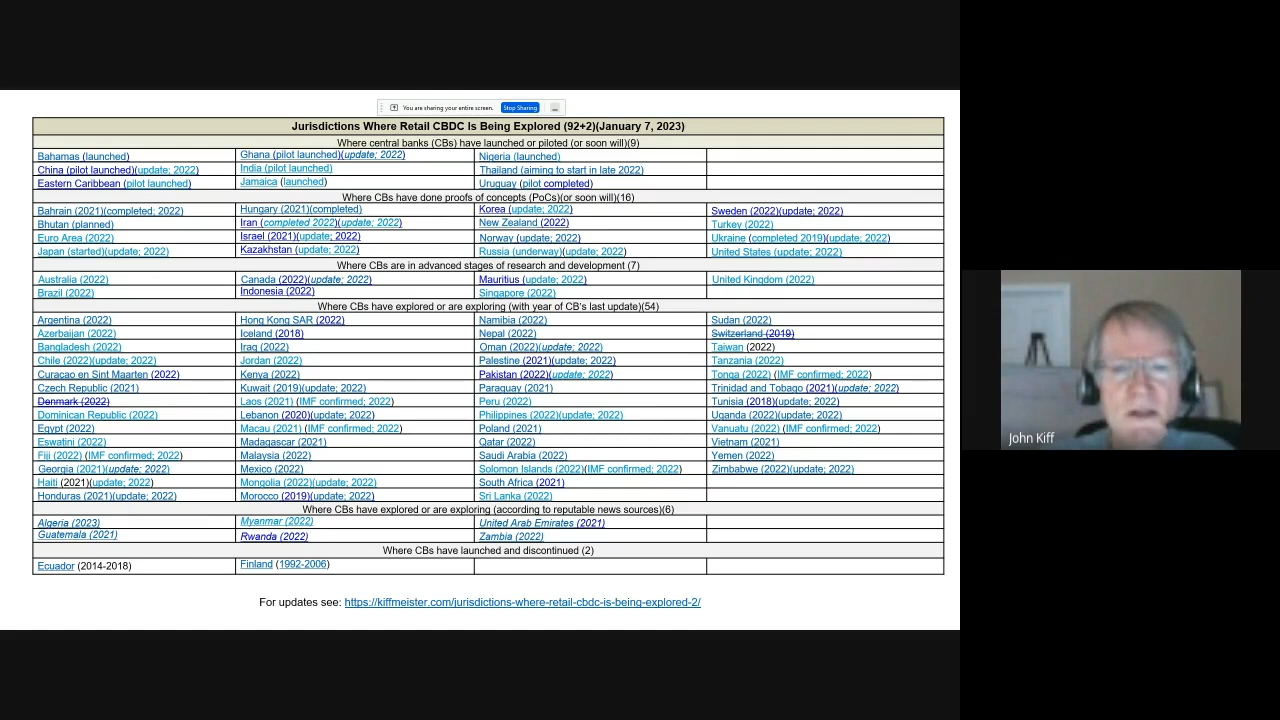 You are sharing your entire screen. Stop Sharing
Jurisdictions Where Retail CBDC Is Being Explored (92+2)(January 7, 2023)
Where central banks (CBs) have launched or piloted (or soon will)(9)
Bahamas (launched) Ghana (pilot launched)(update; 2022) Nigeria (launched)
China (pilot launched)(update; 2022) India (pilot launched) Thailand (aiming to start in late 2022)
Eastern Caribbean (pilot launched) Jamaica (launched) Uruguay (pilot completed)
Where CBs have done proofs of concepts (PoCs)(or soon will)(16)
Bahrain (2021)(completed; 2022) Hungary (2021)(completed) Korea (update; 2022) Sweden (2022)(update; 2022)
Bhutan (planned) Iran (completed 2022)(update; 2022) New Zealand (2022) Turkey (2022)
Euro Area (2022) Israel (2021)(update; 2022) Norway (update; 2022) Ukraine (completed 2019)(update; 2022)
Japan (started)(update; 2022) Kazakhstan (update; 2022) Russia (underway)(update; 2022) United States (update; 2022)
Where CBs are in advanced stages of research and development (7)
Australia (2022) Canada (2022)(update; 2022) Mauritius (update; 2022) United Kingdom (2022)
Brazil (2022) Indonesia (2022) Singapore (2022)
Where CBs have explored or are exploring (with year of CB's last update)(54)
Argentina (2022) Hong Kong SAR (2022) Namibia (2022) Sudan (2022)
Azerbaijan (2022) Iceland (2018) Nepal (2022) Switzerland (2019)
Bangladesh (2022) Iraq (2022) Oman (2022)(update; 2022) Taiwan (2022)
Chile (2022)(update; 2022) Jordan (2022) Palestine (2021)(update; 2022) Tanzania (2022)
Curacao en Sint Maarten (2022) Kenya (2022) Pakistan (2022)(update; 2022) Tonga (2022) (IMF confirmed; 2022)
Czech Republic (2021) Kuwait (2019)(update; 2022) Paraguay (2021) Trinidad and Tobago (2021)(update; 2022)
Denmark (2022) Laos (2021) (IMF confirmed; 2022) Peru (2022) Tunisia (2018)(update; 2022)
Dominican Republic (2022) Lebanon (2020)(update; 2022) Philippines (2022)(update; 2022) Uganda (2022)(update; 2022)
Egypt (2022) Macau (2021) (IMF confirmed; 2022) Poland (2021) Vanuatu (2022) (IMF confirmed; 2022)
Eswatini (2022) Madagascar (2021) Qatar (2022) Vietnam (2021)
Fiji (2022) (IMF confirmed; 2022) Malaysia (2022) Saudi Arabia (2022) Yemen (2022)
Georgia (2021)(update; 2022) Mexico (2022) Solomon Islands (2022)(IMF confirmed; 2022) Zimbabwe (2022)(update; 2022)
Haiti (2021)(update; 2022) Mongolia (2022)(update; 2022) South Africa (2021)
Honduras (2021)(update; 2022) Morocco (2019)(update; 2022) Sri Lanka (2022)
Where CBs have explored or are exploring (according to reputable news sources)(6)
Algeria (2023) Myanmar (2022) United Arab Emirates (2021)
Guatemala (2021) Rwanda (2022) Zambia (2022)
Where CBs have launched and discontinued (2)
Ecuador (2014-2018) Finland (1992-2006)
For updates see: https://kiffmeister.com/jurisdictions-where-retail-cbdc-is-being-explored-2/
John Kiff